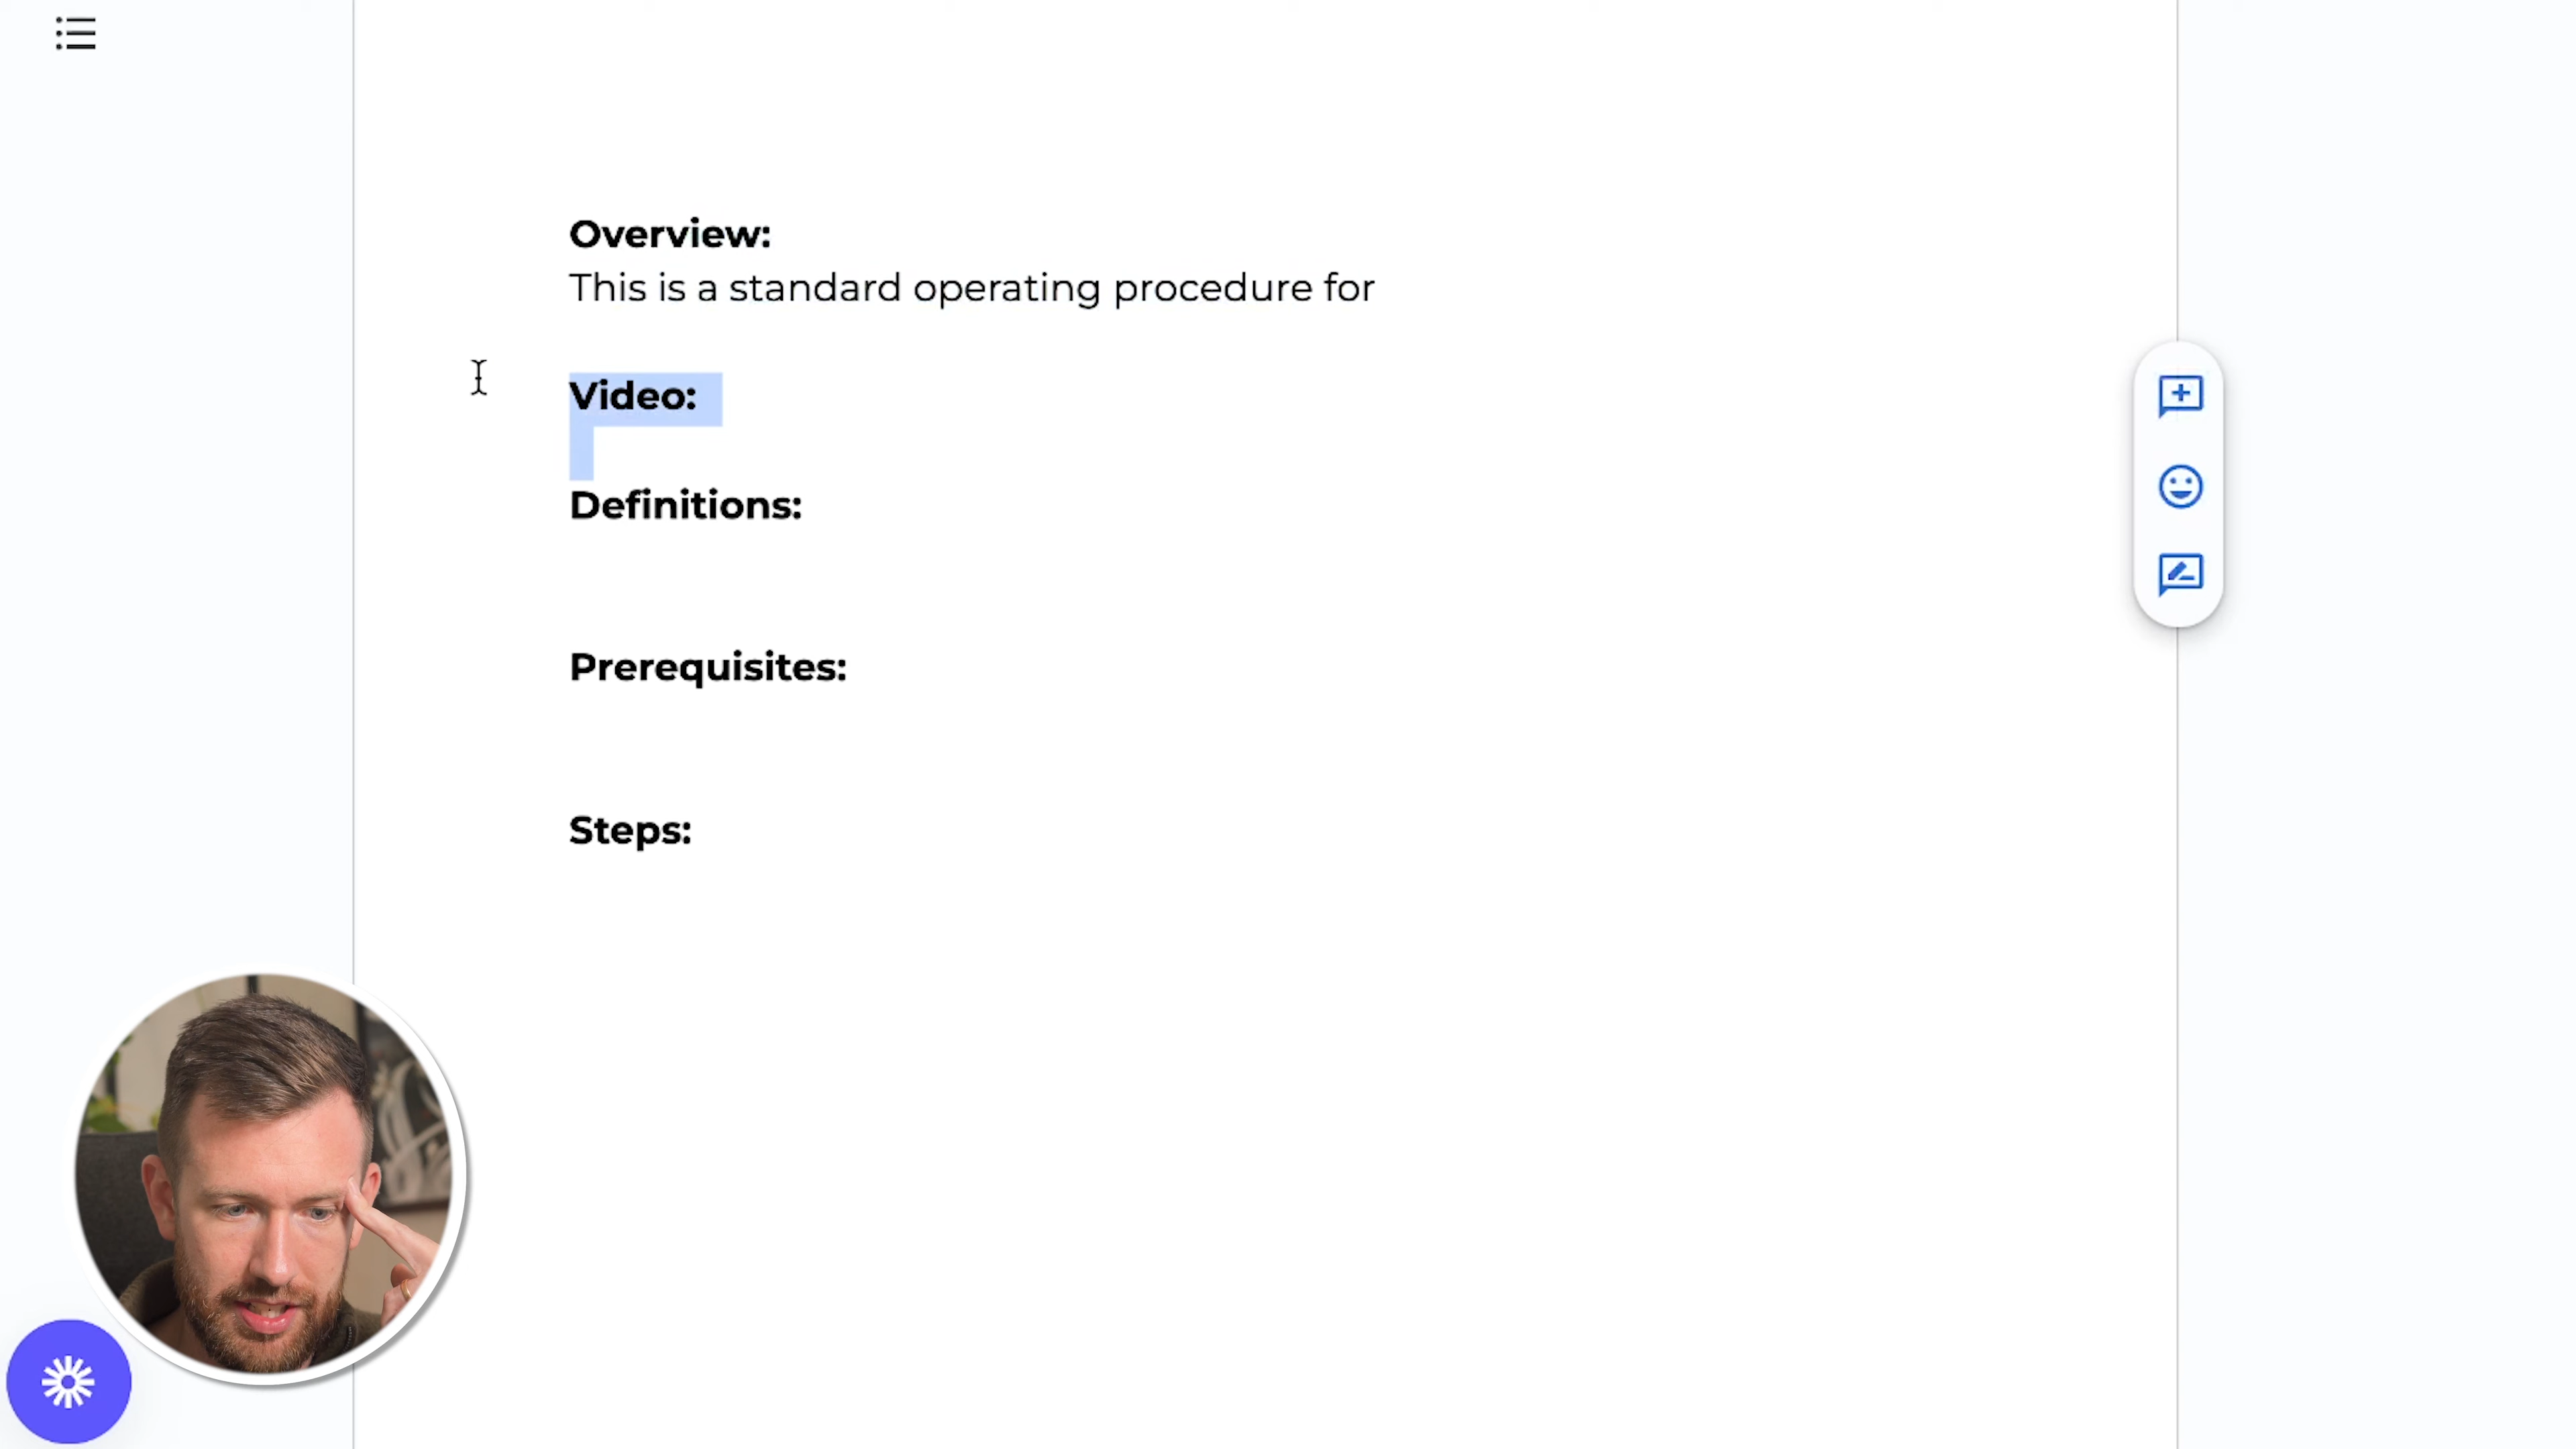 Overview:
This is a standard operating procedure for
Video:
Definitions:
Prerequisites:
Steps: